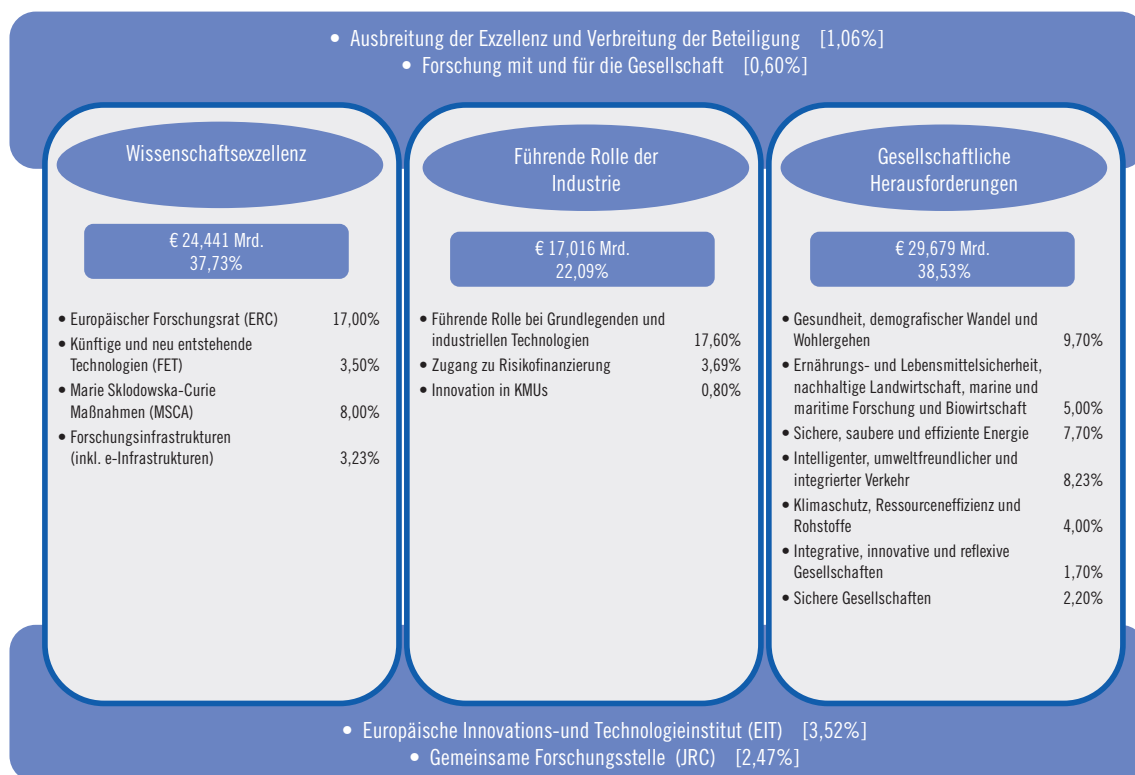 • Ausbreitung der Exzellenz und Verbreitung der Beteiligung [1,06%]
• Forschung mit und für die Gesellschaft [0,60%]
Wissenschaftsexzellenz
€ 24,441 Mrd.
37,73%
• Europäischer Forschungsrat (ERC) 17,00%
• Künftige und neu entstehende
Technologien (FET) 3,50%
• Marie Sklodowska-Curie
Maßnahmen (MSCA) 8,00%
• Forschungsinfrastrukturen
(inkl. e-Infrastrukturen) 3,23%
Führende Rolle der
Industrie
€ 17,016 Mrd.
22,09%
• Führende Rolle bei Grundlegenden und
industriellen Technologien 17,60%
• Zugang zu Risikofinanzierung 3,69%
• Innovation in KMUs 0,80%
Gesellschaftliche
Herausforderungen
€ 29,679 Mrd.
38,53%
• Gesundheit, demografischer Wandel und
Wohlergehen 9,70%
• Ernährungs- und Lebensmittelsicherheit,
nachhaltige Landwirtschaft, marine und
maritime Forschung und Biowirtschaft 5,00%
• Sichere, saubere und effiziente Energie 7,70%
• Intelligenter, umweltfreundlicher und
integrierter Verkehr 8,23%
• Klimaschutz, Ressourceneffizienz und
Rohstoffe 4,00%
• Integrative, innovative und reflexive
Gesellschaften 1,70%
• Sichere Gesellschaften 2,20%
• Europäische Innovations-und Technologieinstitut (EIT) [3,52%]
• Gemeinsame Forschungsstelle (JRC) [2,47%]